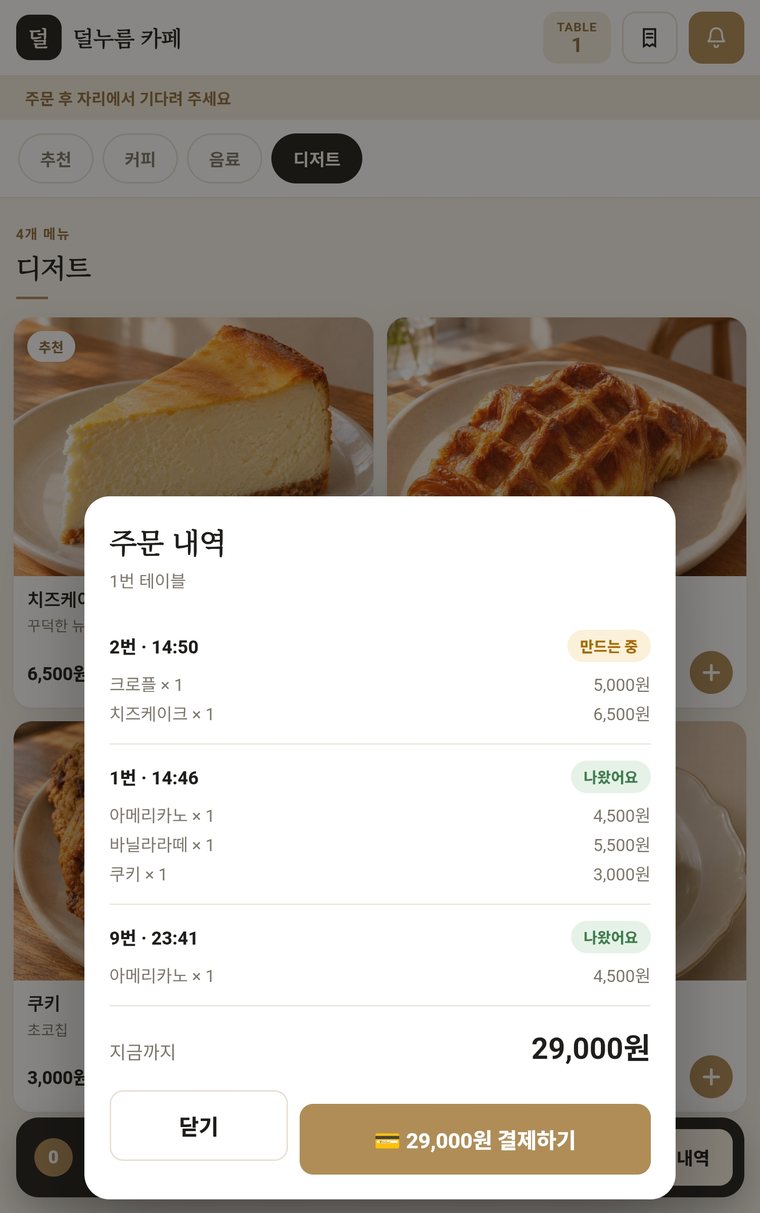 덜 덜누름 카페
TABLE
1
주문 후 자리에서 기다려 주세요
추천 커피 음료 디저트
4개 메뉴
디저트
추천
치즈케이
꾸덕한 뉴
6,500원
쿠키
초코칩
3,000원
0
내역
주문 내역
1번 테이블
2번 · 14:50 만드는 중
크로플 × 1 5,000원
치즈케이크 × 1 6,500원
1번 · 14:46 나왔어요
아메리카노 × 1 4,500원
바닐라라떼 × 1 5,500원
쿠키 × 1 3,000원
9번 · 23:41 나왔어요
아메리카노 × 1 4,500원
지금까지 29,000원
닫기 💳 29,000원 결제하기